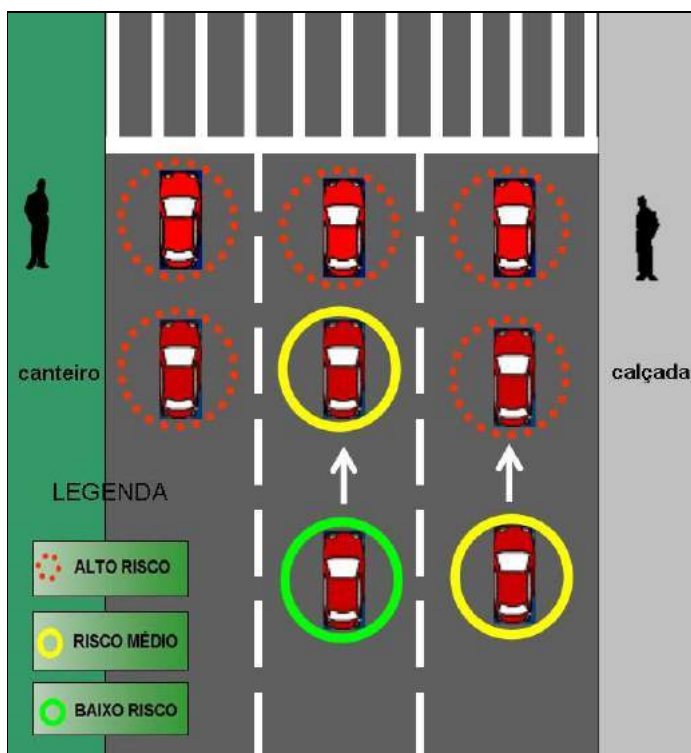 canteiro
calçada
LEGENDA
ALTO RISCO
RISCO MÉDIO
BAIXO RISCO